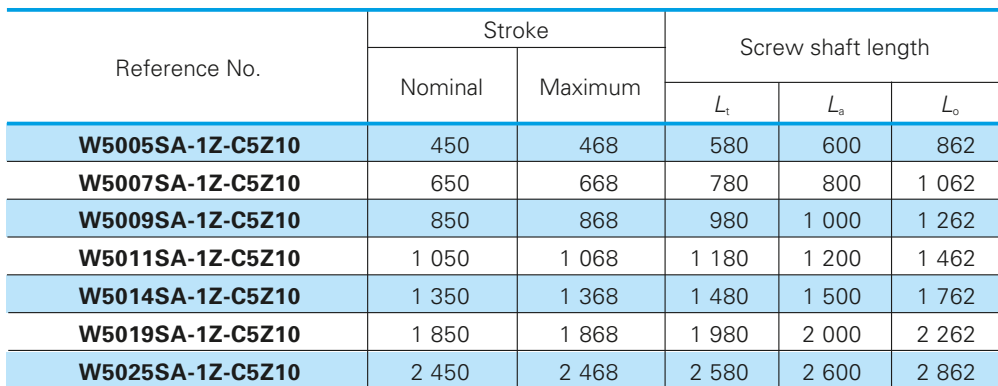 Reference No. Stroke Screw shaft length
Nominal Maximum Lt La Lo
W5005SA-1Z-C5Z10 450 468 580 600 862
W5007SA-1Z-C5Z10 650 668 780 800 1 062
W5009SA-1Z-C5Z10 850 868 980 1 000 1 262
W5011SA-1Z-C5Z10 1 050 1 068 1 180 1 200 1 462
W5014SA-1Z-C5Z10 1 350 1 368 1 480 1 500 1 762
W5019SA-1Z-C5Z10 1 850 1 868 1 980 2 000 2 262
W5025SA-1Z-C5Z10 2 450 2 468 2 580 2 600 2 862